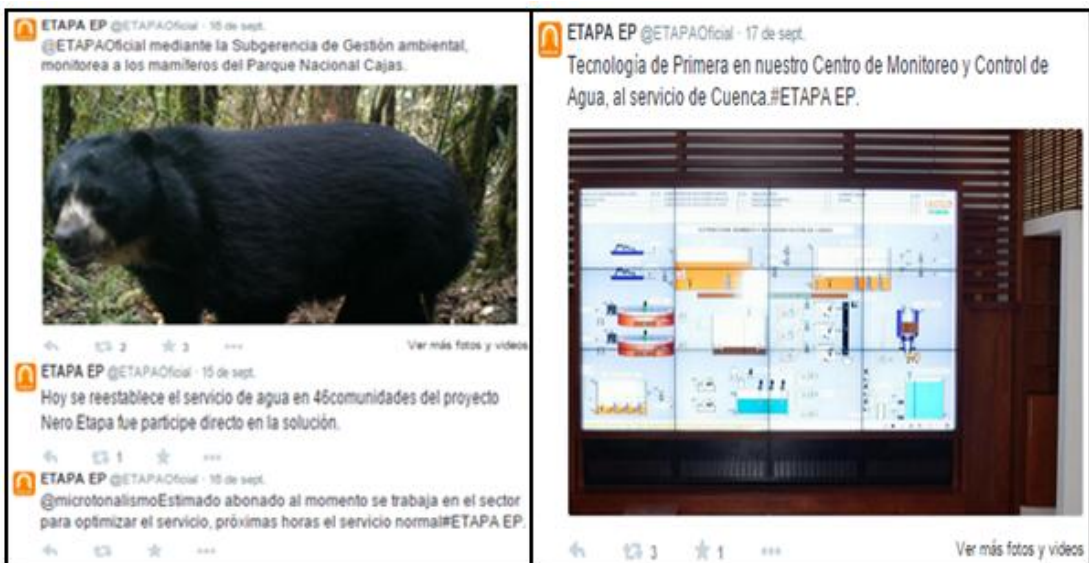 ETAPA EP @ETAPAOficial · 16 de sept.
@ETAPAOficial mediante la Subgerencia de Gestión ambiental,
monitorea a los mamíferos del Parque Nacional Cajas.
2 3 Ver más fotos y videos
ETAPA EP @ETAPAOficial · 15 de sept.
Hoy se reestablece el servicio de agua en 46comunidades del proyecto
Nero.Etapa fue participe directo en la solución.
1
ETAPA EP @ETAPAOficial · 16 de sept.
@microtonalismoEstimado abonado al momento se trabaja en el sector
para optimizar el servicio, próximas horas el servicio normal#ETAPA EP.
ETAPA EP @ETAPAOficial · 17 de sept.
Tecnología de Primera en nuestro Centro de Monitoreo y Control de
Agua, al servicio de Cuenca.#ETAPA EP.
3 1 Ver más fotos y videos